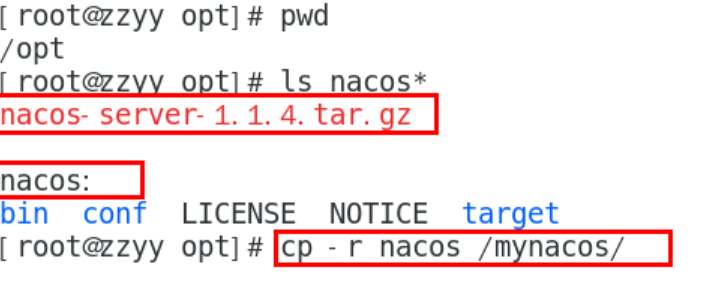 [root@zzyy opt]# pwd
/opt
[root@zzyy opt]# ls nacos*
nacos-server-1.1.4.tar.gz
nacos:
bin  conf  LICENSE  NOTICE  target
[root@zzyy opt]# cp -r nacos /mynacos/